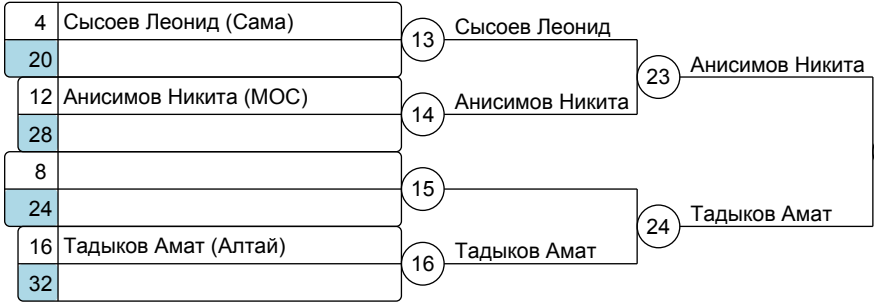 4 Сысоев Леонид (Сама)
20
12 Анисимов Никита (МОС)
28
8
24
16 Тадыков Амат (Алтай)
32
13 Сысоев Леонид
14 Анисимов Никита
15
16 Тадыков Амат
23 Анисимов Никита
24 Тадыков Амат